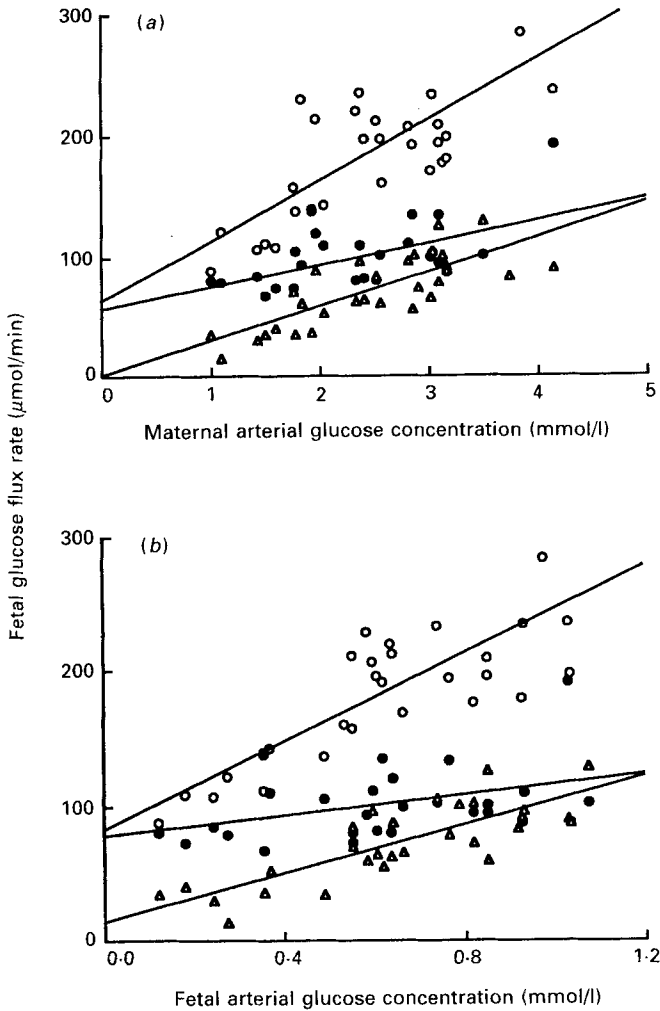 300
(a)
200
100
0
0 1 2 3 4 5
Maternal arterial glucose concentration (mmol/l)
Fetal glucose flux rate (μmol/min)
300
(b)
200
100
0
0·0 0·4 0·8 1·2
Fetal arterial glucose concentration (mmol/l)